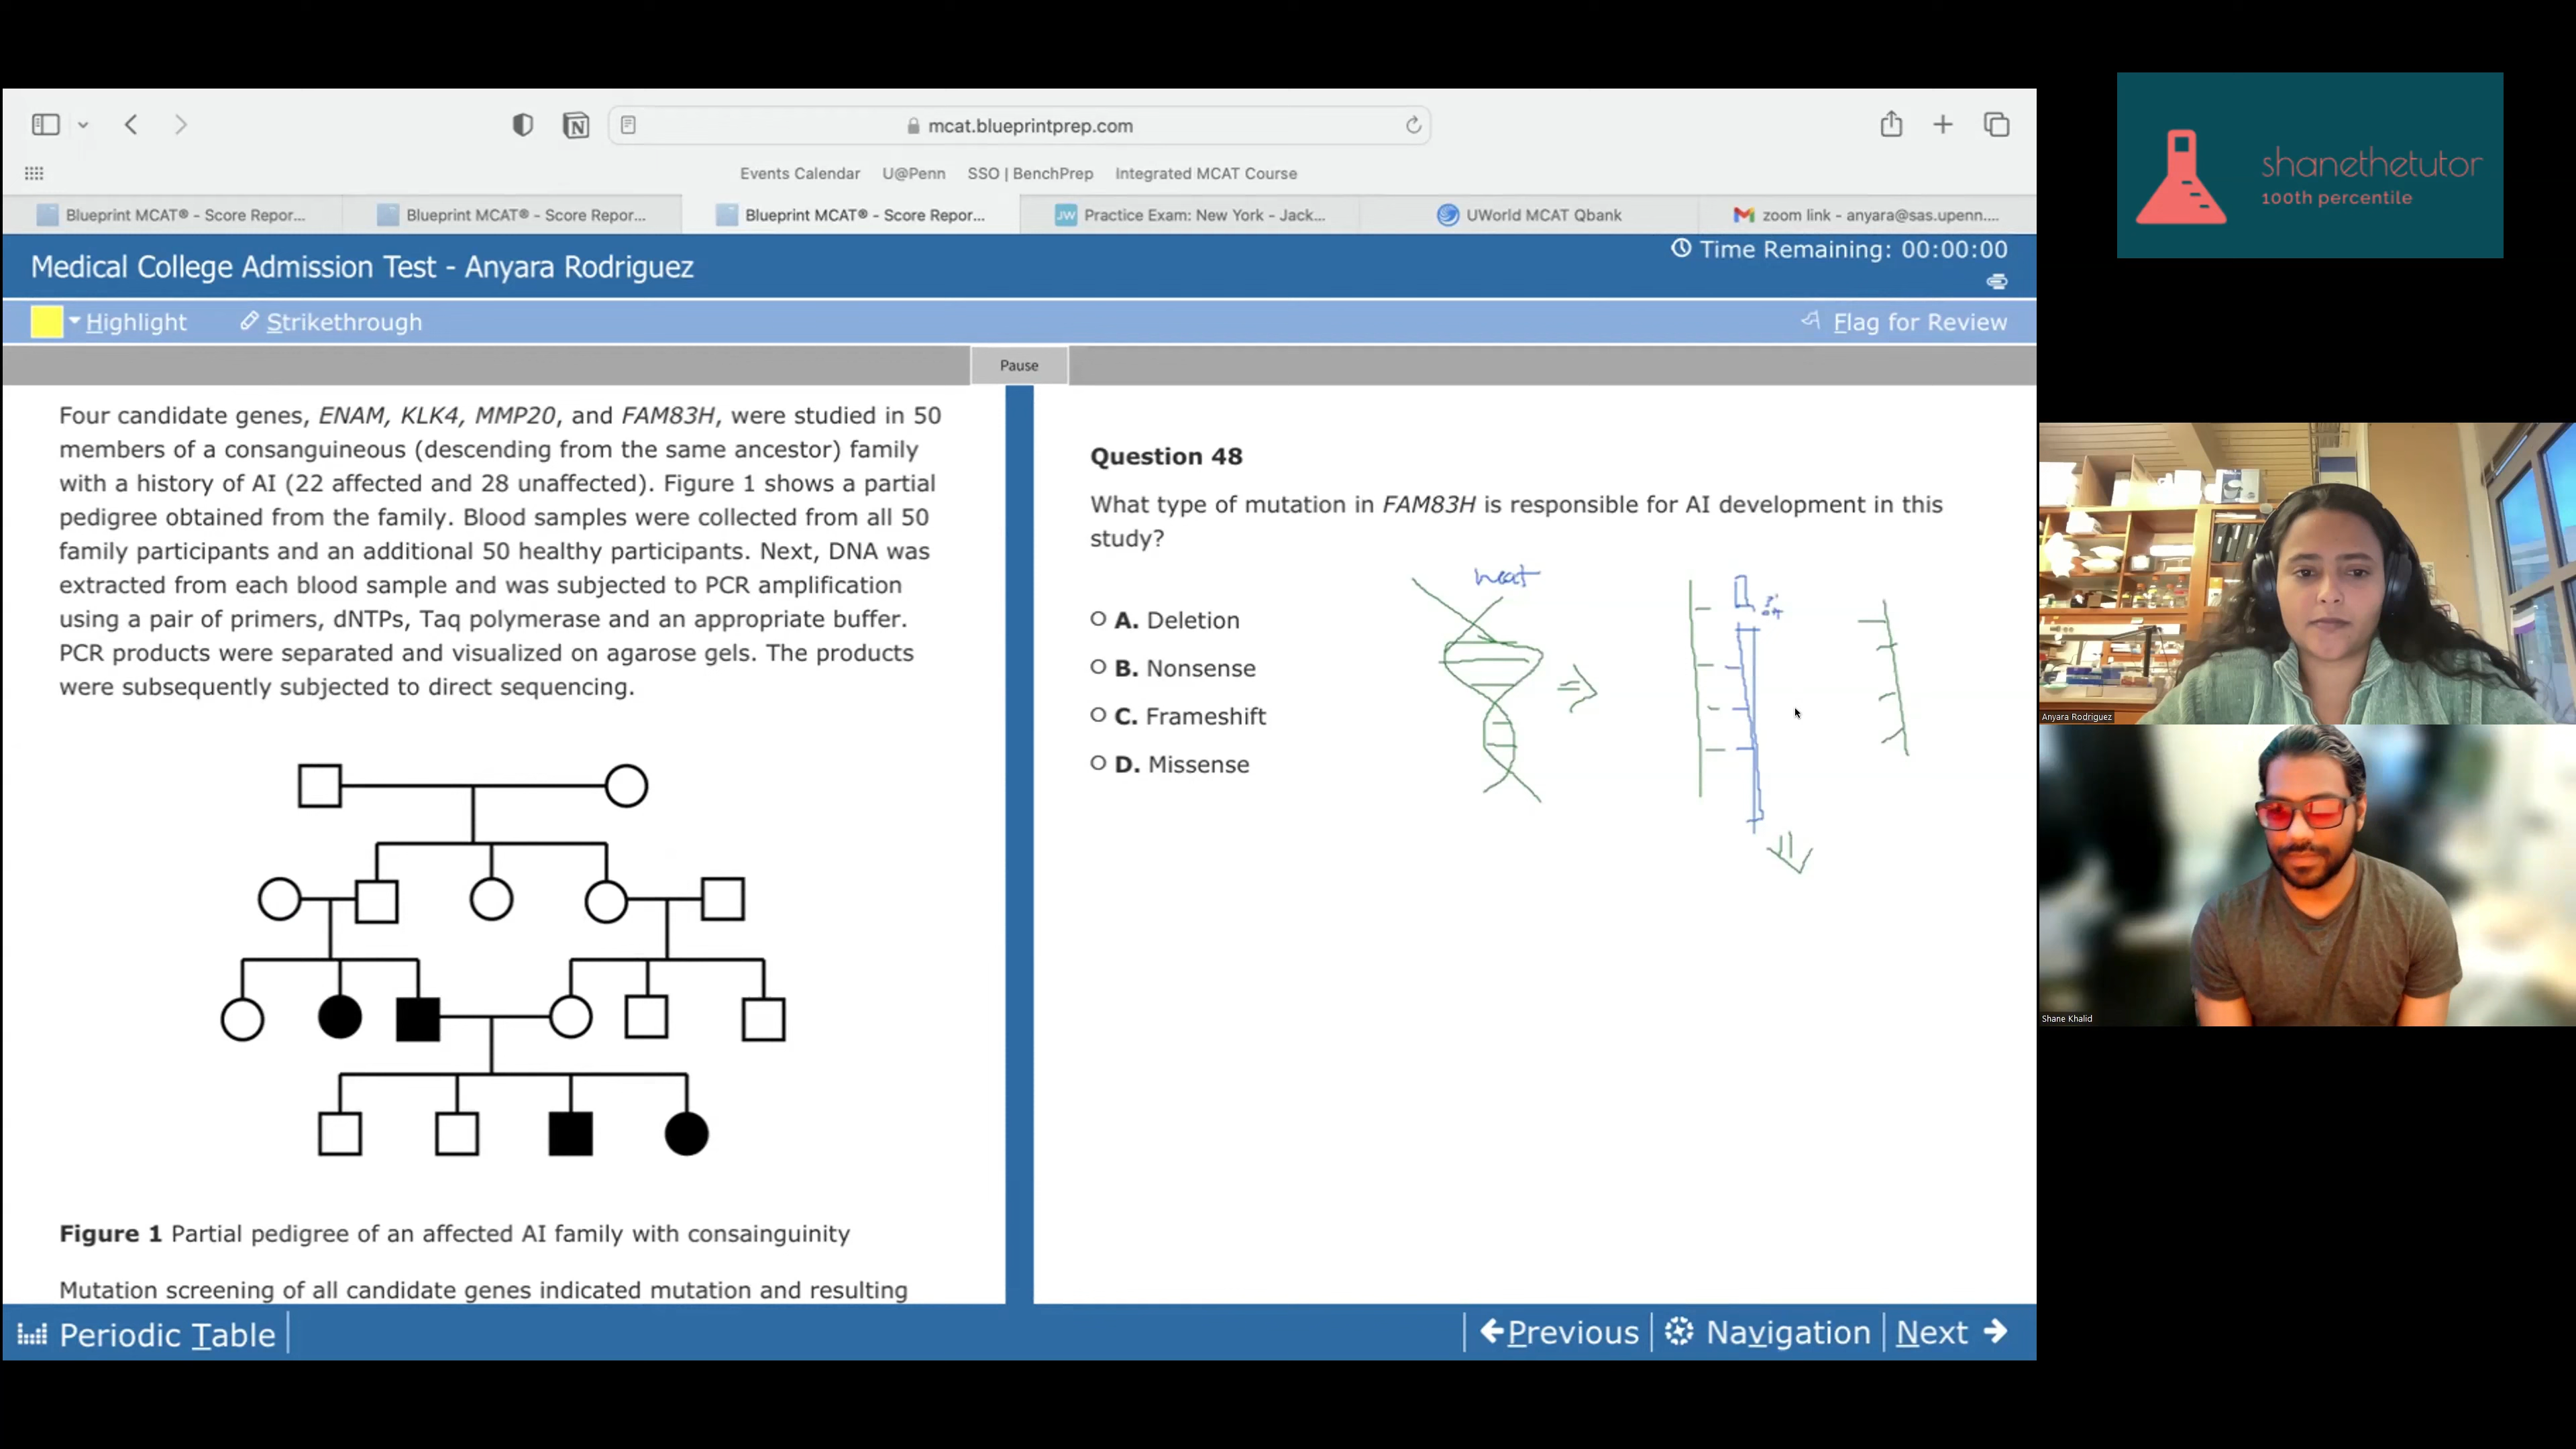 mcat.blueprintprep.com
Events Calendar U@Penn SSO | BenchPrep Integrated MCAT Course
Blueprint MCAT® - Score Repor... Blueprint MCAT® - Score Repor... Blueprint MCAT® - Score Repor... JW Practice Exam: New York - Jack... UWorld MCAT Qbank zoom link - anyara@sas.upenn....
Medical College Admission Test - Anyara Rodriguez
Time Remaining: 00:00:00
Highlight Strikethrough Flag for Review
Pause
Four candidate genes, ENAM, KLK4, MMP20, and FAM83H, were studied in 50
members of a consanguineous (descending from the same ancestor) family
with a history of AI (22 affected and 28 unaffected). Figure 1 shows a partial
pedigree obtained from the family. Blood samples were collected from all 50
family participants and an additional 50 healthy participants. Next, DNA was
extracted from each blood sample and was subjected to PCR amplification
using a pair of primers, dNTPs, Taq polymerase and an appropriate buffer.
PCR products were separated and visualized on agarose gels. The products
were subsequently subjected to direct sequencing.
Figure 1 Partial pedigree of an affected AI family with consainguinity
Mutation screening of all candidate genes indicated mutation and resulting
Question 48
What type of mutation in FAM83H is responsible for AI development in this
study?
heat
A. Deletion
B. Nonsense
C. Frameshift
D. Missense
Periodic Table
Previous Navigation Next
shanethetutor
100th percentile
Anyara Rodriguez
Shane Khalid